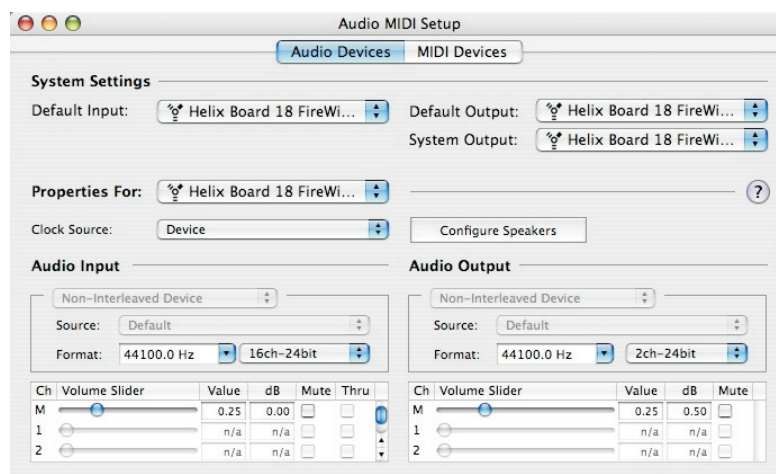 Audio MIDI Setup
Audio Devices MIDI Devices
System Settings
Default Input: Helix Board 18 FireWi... Default Output: Helix Board 18 FireWi...
System Output: Helix Board 18 FireWi...
Properties For: Helix Board 18 FireWi... ?
Clock Source: Device Configure Speakers
Audio Input Audio Output
Non-Interleaved Device Non-Interleaved Device
Source: Default Source: Default
Format: 44100.0 Hz 16ch-24bit Format: 44100.0 Hz 2ch-24bit
Ch Volume Slider Value dB Mute Thru Ch Volume Slider Value dB Mute
M 0.25 0.00 M 0.25 0.50
1 n/a n/a 1 n/a n/a
2 n/a n/a 2 n/a n/a